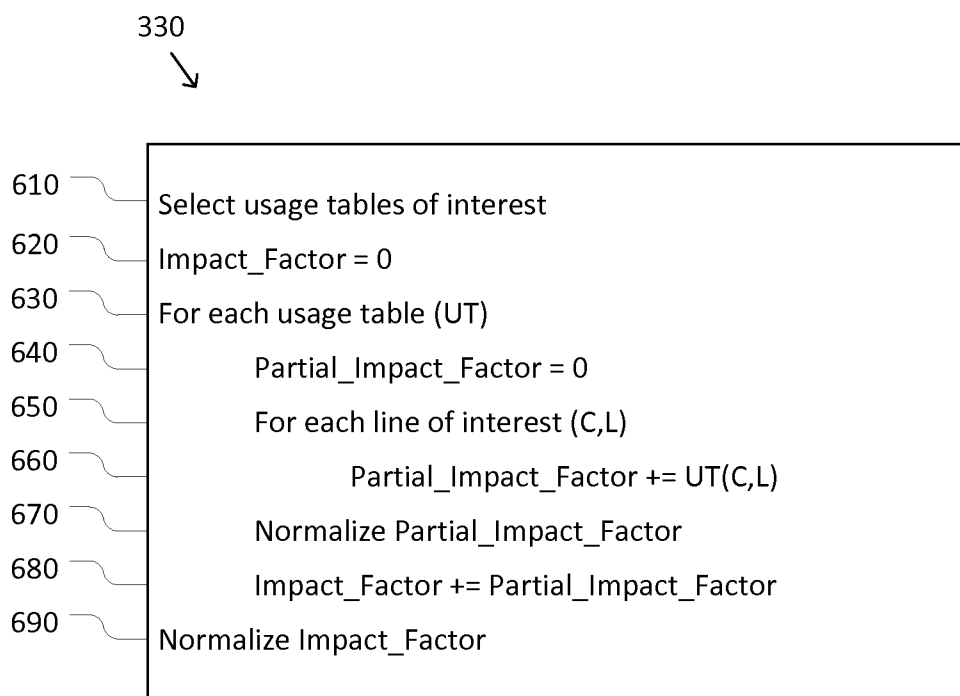 330
610 Select usage tables of interest
620 Impact_Factor = 0
630 For each usage table (UT)
640 Partial_Impact_Factor = 0
650 For each line of interest (C,L)
660 Partial_Impact_Factor += UT(C,L)
670 Normalize Partial_Impact_Factor
680 Impact_Factor += Partial_Impact_Factor
690 Normalize Impact_Factor